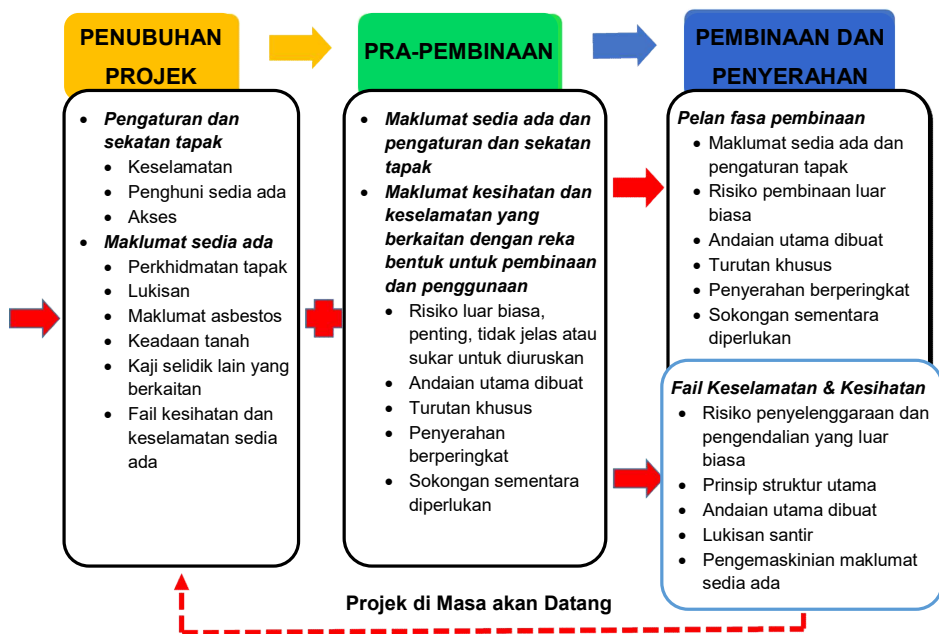 PENUBUHAN
PROJEK
• Pengaturan dan
sekatan tapak
• Keselamatan
• Penghuni sedia ada
• Akses
• Maklumat sedia ada
• Perkhidmatan tapak
• Lukisan
• Maklumat asbestos
• Keadaan tanah
• Kaji selidik lain yang
berkaitan
• Fail kesihatan dan
keselamatan sedia
ada
PRA-PEMBINAAN
• Maklumat sedia ada dan
pengaturan dan sekatan
tapak
• Maklumat kesihatan dan
keselamatan yang
berkaitan dengan reka
bentuk untuk pembinaan
dan penggunaan
• Risiko luar biasa,
penting, tidak jelas atau
sukar untuk diuruskan
• Andaian utama dibuat
• Turutan khusus
• Penyerahan
berperingkat
• Sokongan sementara
diperlukan
PEMBINAAN DAN
PENYERAHAN
Pelan fasa pembinaan
• Maklumat sedia ada dan
pengaturan tapak
• Risiko pembinaan luar
biasa
• Andaian utama dibuat
• Turutan khusus
• Penyerahan berperingkat
• Sokongan sementara
diperlukan
Fail Keselamatan & Kesihatan
• Risiko penyelenggaraan dan
pengendalian yang luar
biasa
• Prinsip struktur utama
• Andaian utama dibuat
• Lukisan santir
• Pengemaskinian maklumat
sedia ada
Projek di Masa akan Datang